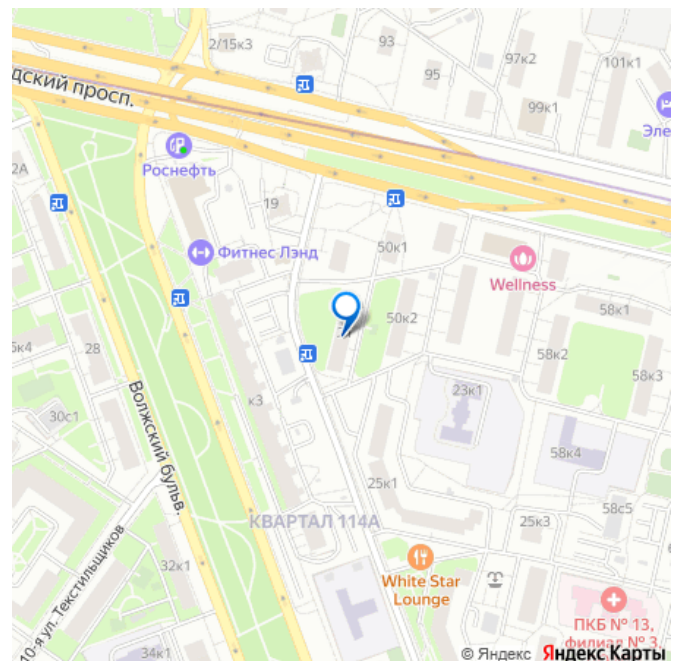 2/15к3
93
97к2
101к1
95
дский просп.
99к1
Эле
Роснефть
2А
19
50к1
Фитнес Лэнд
Wellness
58к1
50к2
5к4
28
58к2
58к3
к3
23к1
Волжский бульв.
30с1
58к4
25к1
58с5
КВАРТАЛ 114А
25к3
10-я ул. Текстильщиков
32к1
White Star
Lounge
ПКБ № 13,
филиал № 3,
34к1
© Яндекс Яндекс Карты